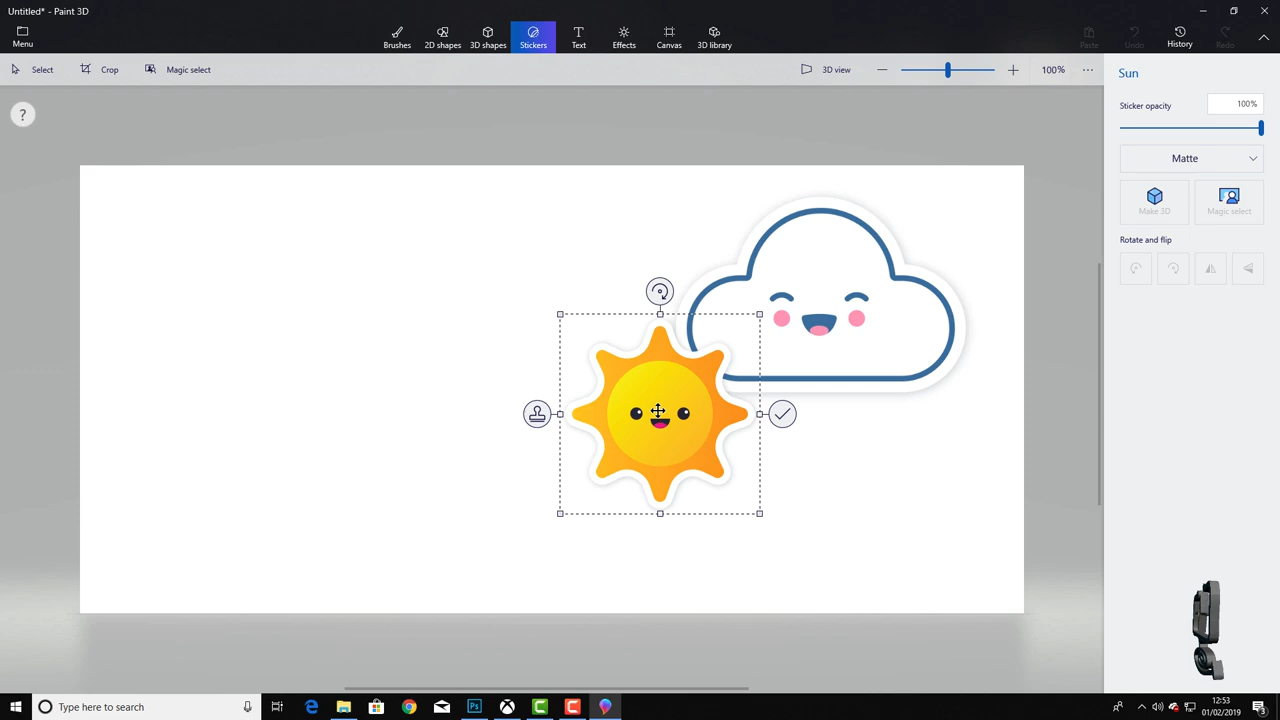 Untitled* - Paint 3D
Menu
Brushes
2D shapes
3D shapes
Stickers
Text
Effects
Canvas
3D library
Paste
Undo
History
Redo
Select
Crop
Magic select
3D view
100%
Sun
?
Sticker opacity
100%
Matte
Make 3D
Magic select
Rotate and flip
Type here to search
Ps
12:53
01/02/2019
3